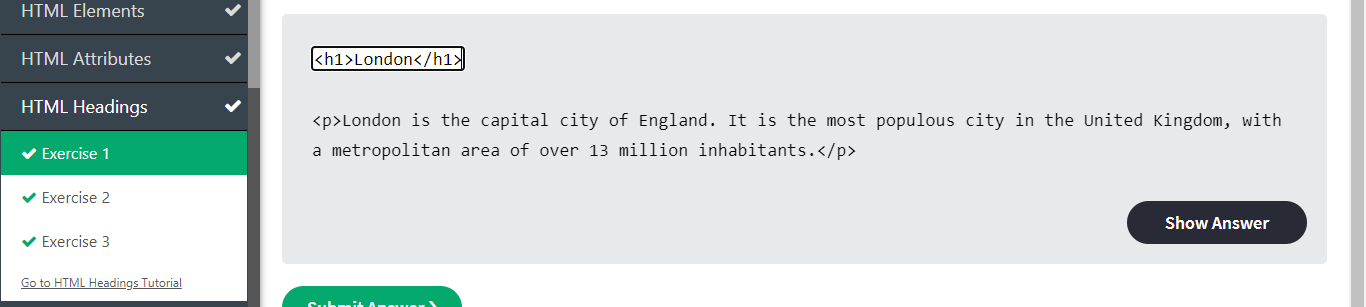 HTML Elements
HTML Attributes
HTML Headings
Exercise 1
Exercise 2
Exercise 3
Go to HTML Headings Tutorial
<h1>London</h1>
<p>London is the capital city of England. It is the most populous city in the United Kingdom, with
a metropolitan area of over 13 million inhabitants.</p>
Show Answer
Submit Answer ❯